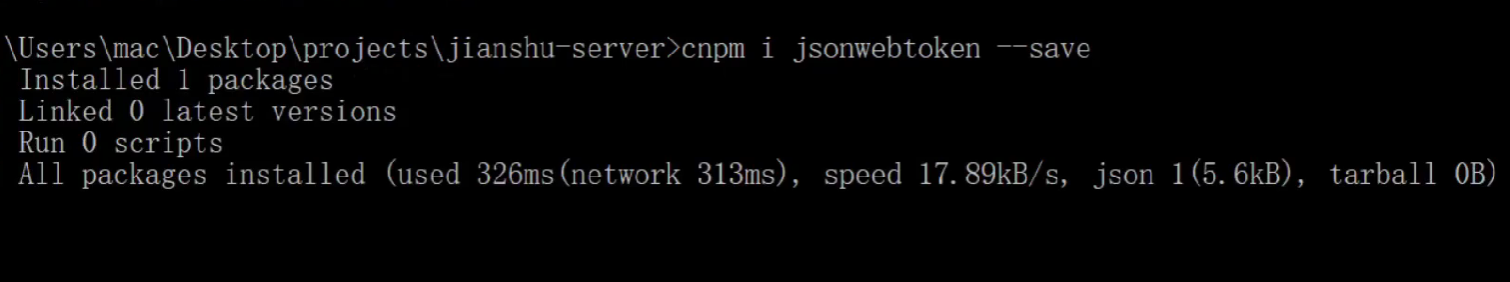 \Users\mac\Desktop\projects\jianshu-server>cnpm i jsonwebtoken --save
Installed 1 packages
Linked 0 latest versions
Run 0 scripts
All packages installed (used 326ms(network 313ms), speed 17.89kB/s, json 1(5.6kB), tarball 0B)